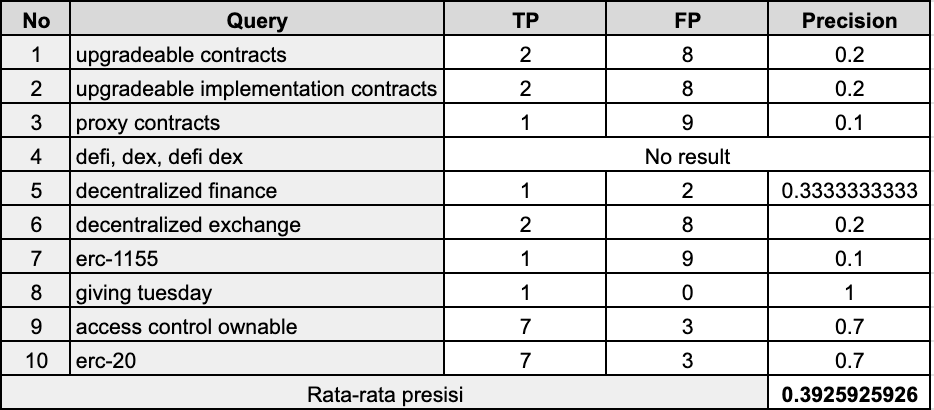 No Query TP FP Precision
1 upgradeable contracts 2 8 0.2
2 upgradeable implementation contracts 2 8 0.2
3 proxy contracts 1 9 0.1
4 defi, dex, defi dex No result
5 decentralized finance 1 2 0.3333333333
6 decentralized exchange 2 8 0.2
7 erc-1155 1 9 0.1
8 giving tuesday 1 0 1
9 access control ownable 7 3 0.7
10 erc-20 7 3 0.7
Rata-rata presisi 0.3925925926